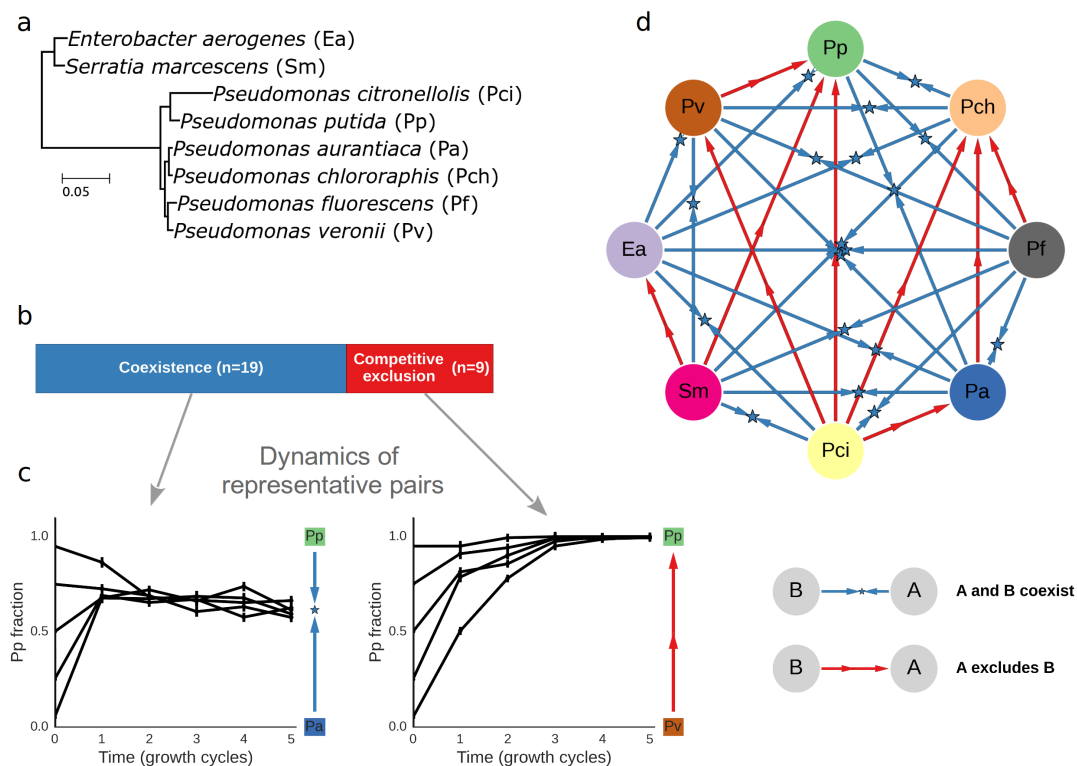 a
Enterobacter aerogenes (Ea)
Serratia marcescens (Sm)
Pseudomonas citronellolis (Pci)
Pseudomonas putida (Pp)
Pseudomonas aurantiaca (Pa)
Pseudomonas chlororaphis (Pch)
Pseudomonas fluorescens (Pf)
Pseudomonas veronii (Pv)
0.05
b
Coexistence (n=19)
Competitive
exclusion
(n=9)
Dynamics of
representative pairs
c
Pp fraction
1.0
0.5
0.0
0 1 2 3 4 5
Time (growth cycles)
Pp
Pa
Pp fraction
1.0
0.5
0.0
0 1 2 3 4 5
Time (growth cycles)
Pp
Pv
d
Pp
Pv
Pch
Ea
Pf
Sm
Pa
Pci
B A A and B coexist
B A A excludes B